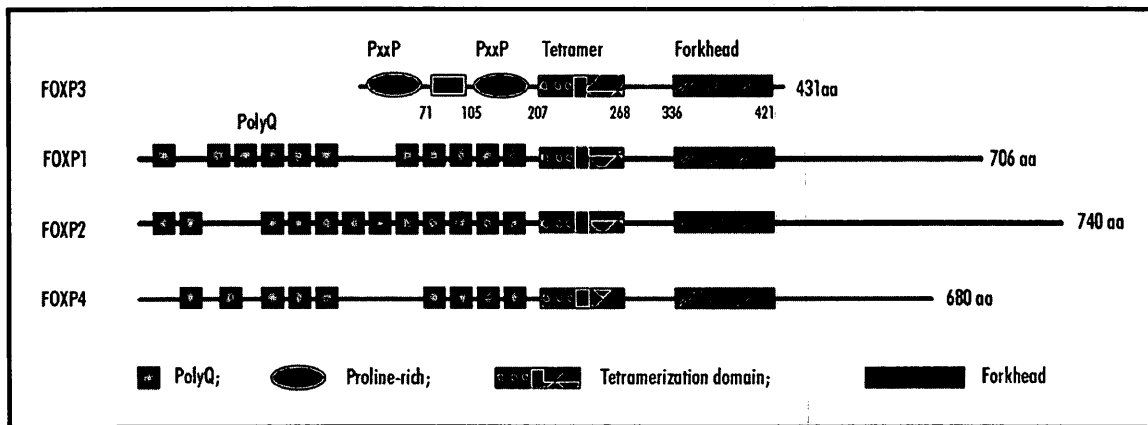 PxxP PxxP Tetramer Forkhead
FOXP3 431aa
71 105 207 268 336 421
PolyQ
FOXP1 706 aa
FOXP2 740 aa
FOXP4 680 aa
PolyQ; Proline-rich; Tetramerization domain; Forkhead